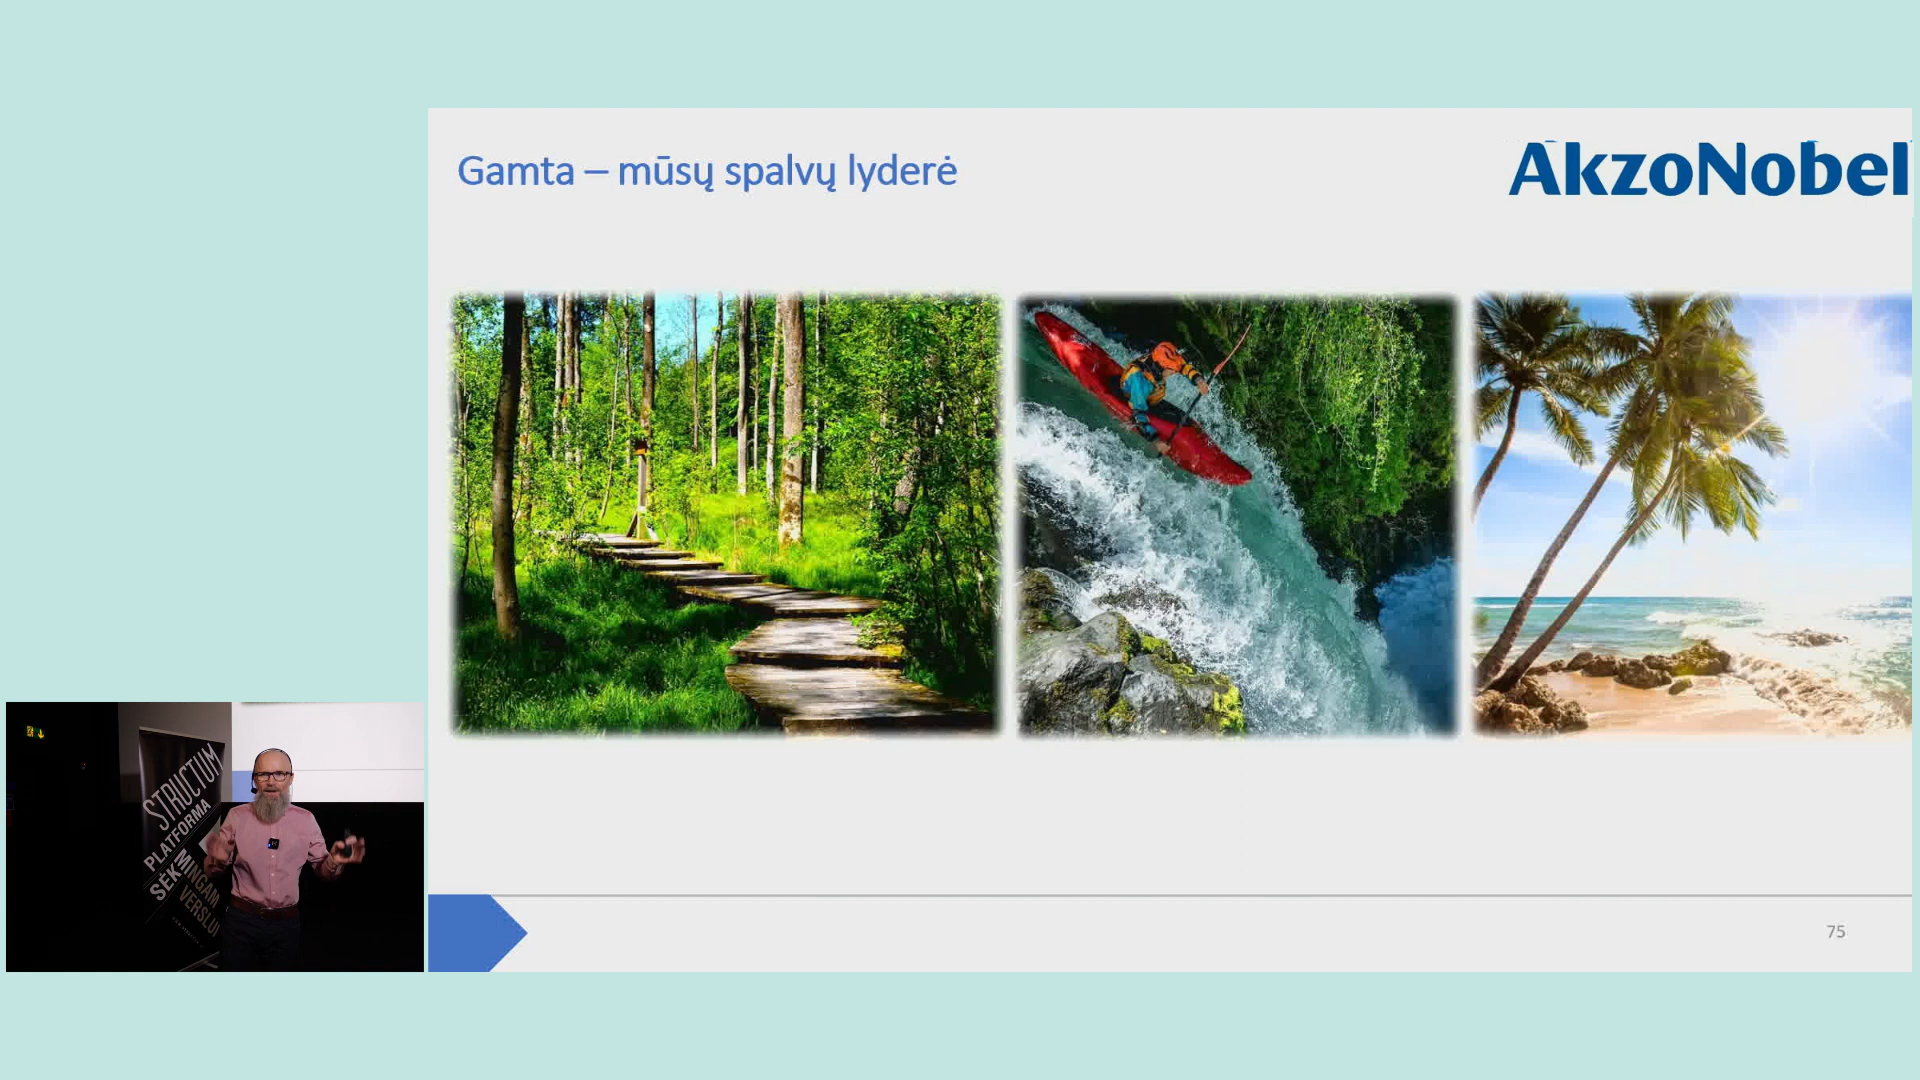 Gamta – mūsų spalvų lyderė
AkzoNobel
STRUCTUM
PLATFORMA
SĖKMINGAM
VERSLUI
75